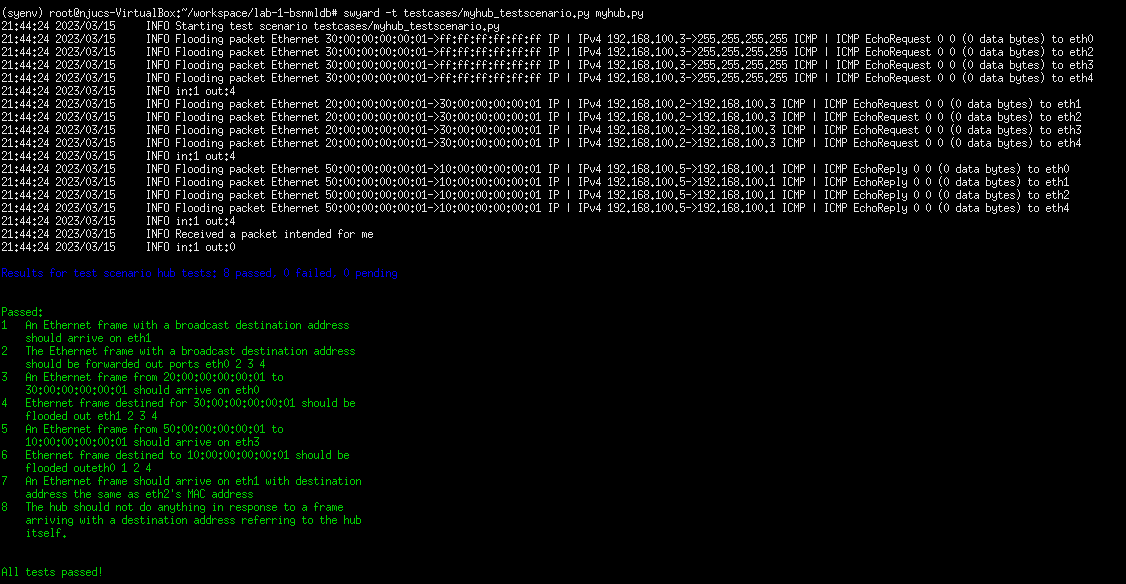 (syenv) root@njucs-VirtualBox:~/workspace/lab-1-bsnmldb# swyard -t testcases/myhub_testscenario.py myhub.py
21:44:24 2023/03/15     INFO Starting test scenario testcases/myhub_testscenario.py
21:44:24 2023/03/15     INFO Flooding packet Ethernet 30:00:00:00:00:01->ff:ff:ff:ff:ff:ff IP | IPv4 192.168.100.3->255.255.255.255 ICMP | ICMP EchoRequest 0 0 (0 data bytes) to eth0
21:44:24 2023/03/15     INFO Flooding packet Ethernet 30:00:00:00:00:01->ff:ff:ff:ff:ff:ff IP | IPv4 192.168.100.3->255.255.255.255 ICMP | ICMP EchoRequest 0 0 (0 data bytes) to eth2
21:44:24 2023/03/15     INFO Flooding packet Ethernet 30:00:00:00:00:01->ff:ff:ff:ff:ff:ff IP | IPv4 192.168.100.3->255.255.255.255 ICMP | ICMP EchoRequest 0 0 (0 data bytes) to eth3
21:44:24 2023/03/15     INFO Flooding packet Ethernet 30:00:00:00:00:01->ff:ff:ff:ff:ff:ff IP | IPv4 192.168.100.3->255.255.255.255 ICMP | ICMP EchoRequest 0 0 (0 data bytes) to eth4
21:44:24 2023/03/15     INFO in:1 out:4
21:44:24 2023/03/15     INFO Flooding packet Ethernet 20:00:00:00:00:01->30:00:00:00:00:01 IP | IPv4 192.168.100.2->192.168.100.3 ICMP | ICMP EchoRequest 0 0 (0 data bytes) to eth1
21:44:24 2023/03/15     INFO Flooding packet Ethernet 20:00:00:00:00:01->30:00:00:00:00:01 IP | IPv4 192.168.100.2->192.168.100.3 ICMP | ICMP EchoRequest 0 0 (0 data bytes) to eth2
21:44:24 2023/03/15     INFO Flooding packet Ethernet 20:00:00:00:00:01->30:00:00:00:00:01 IP | IPv4 192.168.100.2->192.168.100.3 ICMP | ICMP EchoRequest 0 0 (0 data bytes) to eth3
21:44:24 2023/03/15     INFO Flooding packet Ethernet 20:00:00:00:00:01->30:00:00:00:00:01 IP | IPv4 192.168.100.2->192.168.100.3 ICMP | ICMP EchoRequest 0 0 (0 data bytes) to eth4
21:44:24 2023/03/15     INFO in:1 out:4
21:44:24 2023/03/15     INFO Flooding packet Ethernet 50:00:00:00:00:01->10:00:00:00:00:01 IP | IPv4 192.168.100.5->192.168.100.1 ICMP | ICMP EchoReply 0 0 (0 data bytes) to eth0
21:44:24 2023/03/15     INFO Flooding packet Ethernet 50:00:00:00:00:01->10:00:00:00:00:01 IP | IPv4 192.168.100.5->192.168.100.1 ICMP | ICMP EchoReply 0 0 (0 data bytes) to eth1
21:44:24 2023/03/15     INFO Flooding packet Ethernet 50:00:00:00:00:01->10:00:00:00:00:01 IP | IPv4 192.168.100.5->192.168.100.1 ICMP | ICMP EchoReply 0 0 (0 data bytes) to eth2
21:44:24 2023/03/15     INFO Flooding packet Ethernet 50:00:00:00:00:01->10:00:00:00:00:01 IP | IPv4 192.168.100.5->192.168.100.1 ICMP | ICMP EchoReply 0 0 (0 data bytes) to eth4
21:44:24 2023/03/15     INFO in:1 out:4
21:44:24 2023/03/15     INFO Received a packet intended for me
21:44:24 2023/03/15     INFO in:1 out:0
Results for test scenario hub tests: 8 passed, 0 failed, 0 pending
Passed:
1   An Ethernet frame with a broadcast destination address
    should arrive on eth1
2   The Ethernet frame with a broadcast destination address
    should be forwarded out ports eth0 2 3 4
3   An Ethernet frame from 20:00:00:00:00:01 to
    30:00:00:00:00:01 should arrive on eth0
4   Ethernet frame destined for 30:00:00:00:00:01 should be
    flooded out eth1 2 3 4
5   An Ethernet frame from 50:00:00:00:00:01 to
    10:00:00:00:00:01 should arrive on eth3
6   Ethernet frame destined to 10:00:00:00:00:01 should be
    flooded outeth0 1 2 4
7   An Ethernet frame should arrive on eth1 with destination
    address the same as eth2's MAC address
8   The hub should not do anything in response to a frame
    arriving with a destination address referring to the hub
    itself.
All tests passed!